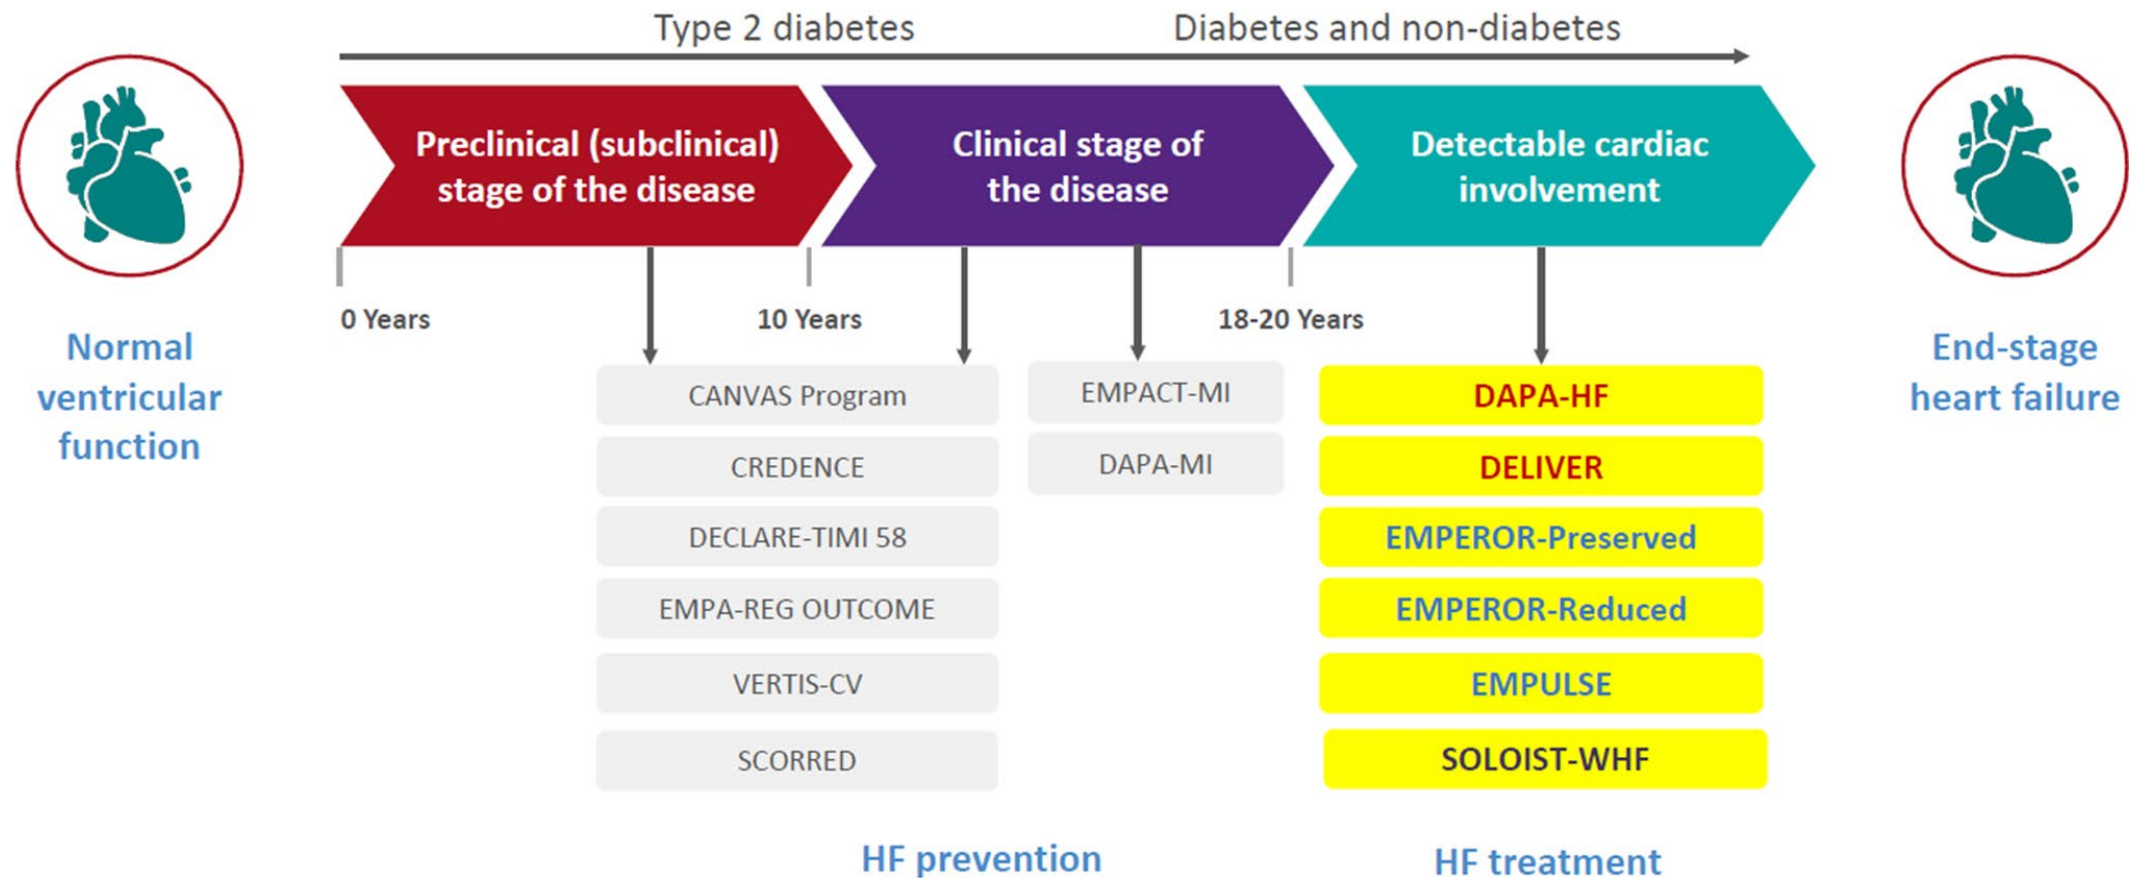 Type 2 diabetes
Diabetes and non-diabetes
Preclinical (subclinical)
stage of the disease
Clinical stage of
the disease
Detectable cardiac
involvement
0 Years
10 Years
18-20 Years
Normal
ventricular
function
End-stage
heart failure
CANVAS Program
CREDENCE
DECLARE-TIMI 58
EMPA-REG OUTCOME
VERTIS-CV
SCORRED
EMPACT-MI
DAPA-MI
DAPA-HF
DELIVER
EMPEROR-Preserved
EMPEROR-Reduced
EMPULSE
SOLOIST-WHF
HF prevention
HF treatment